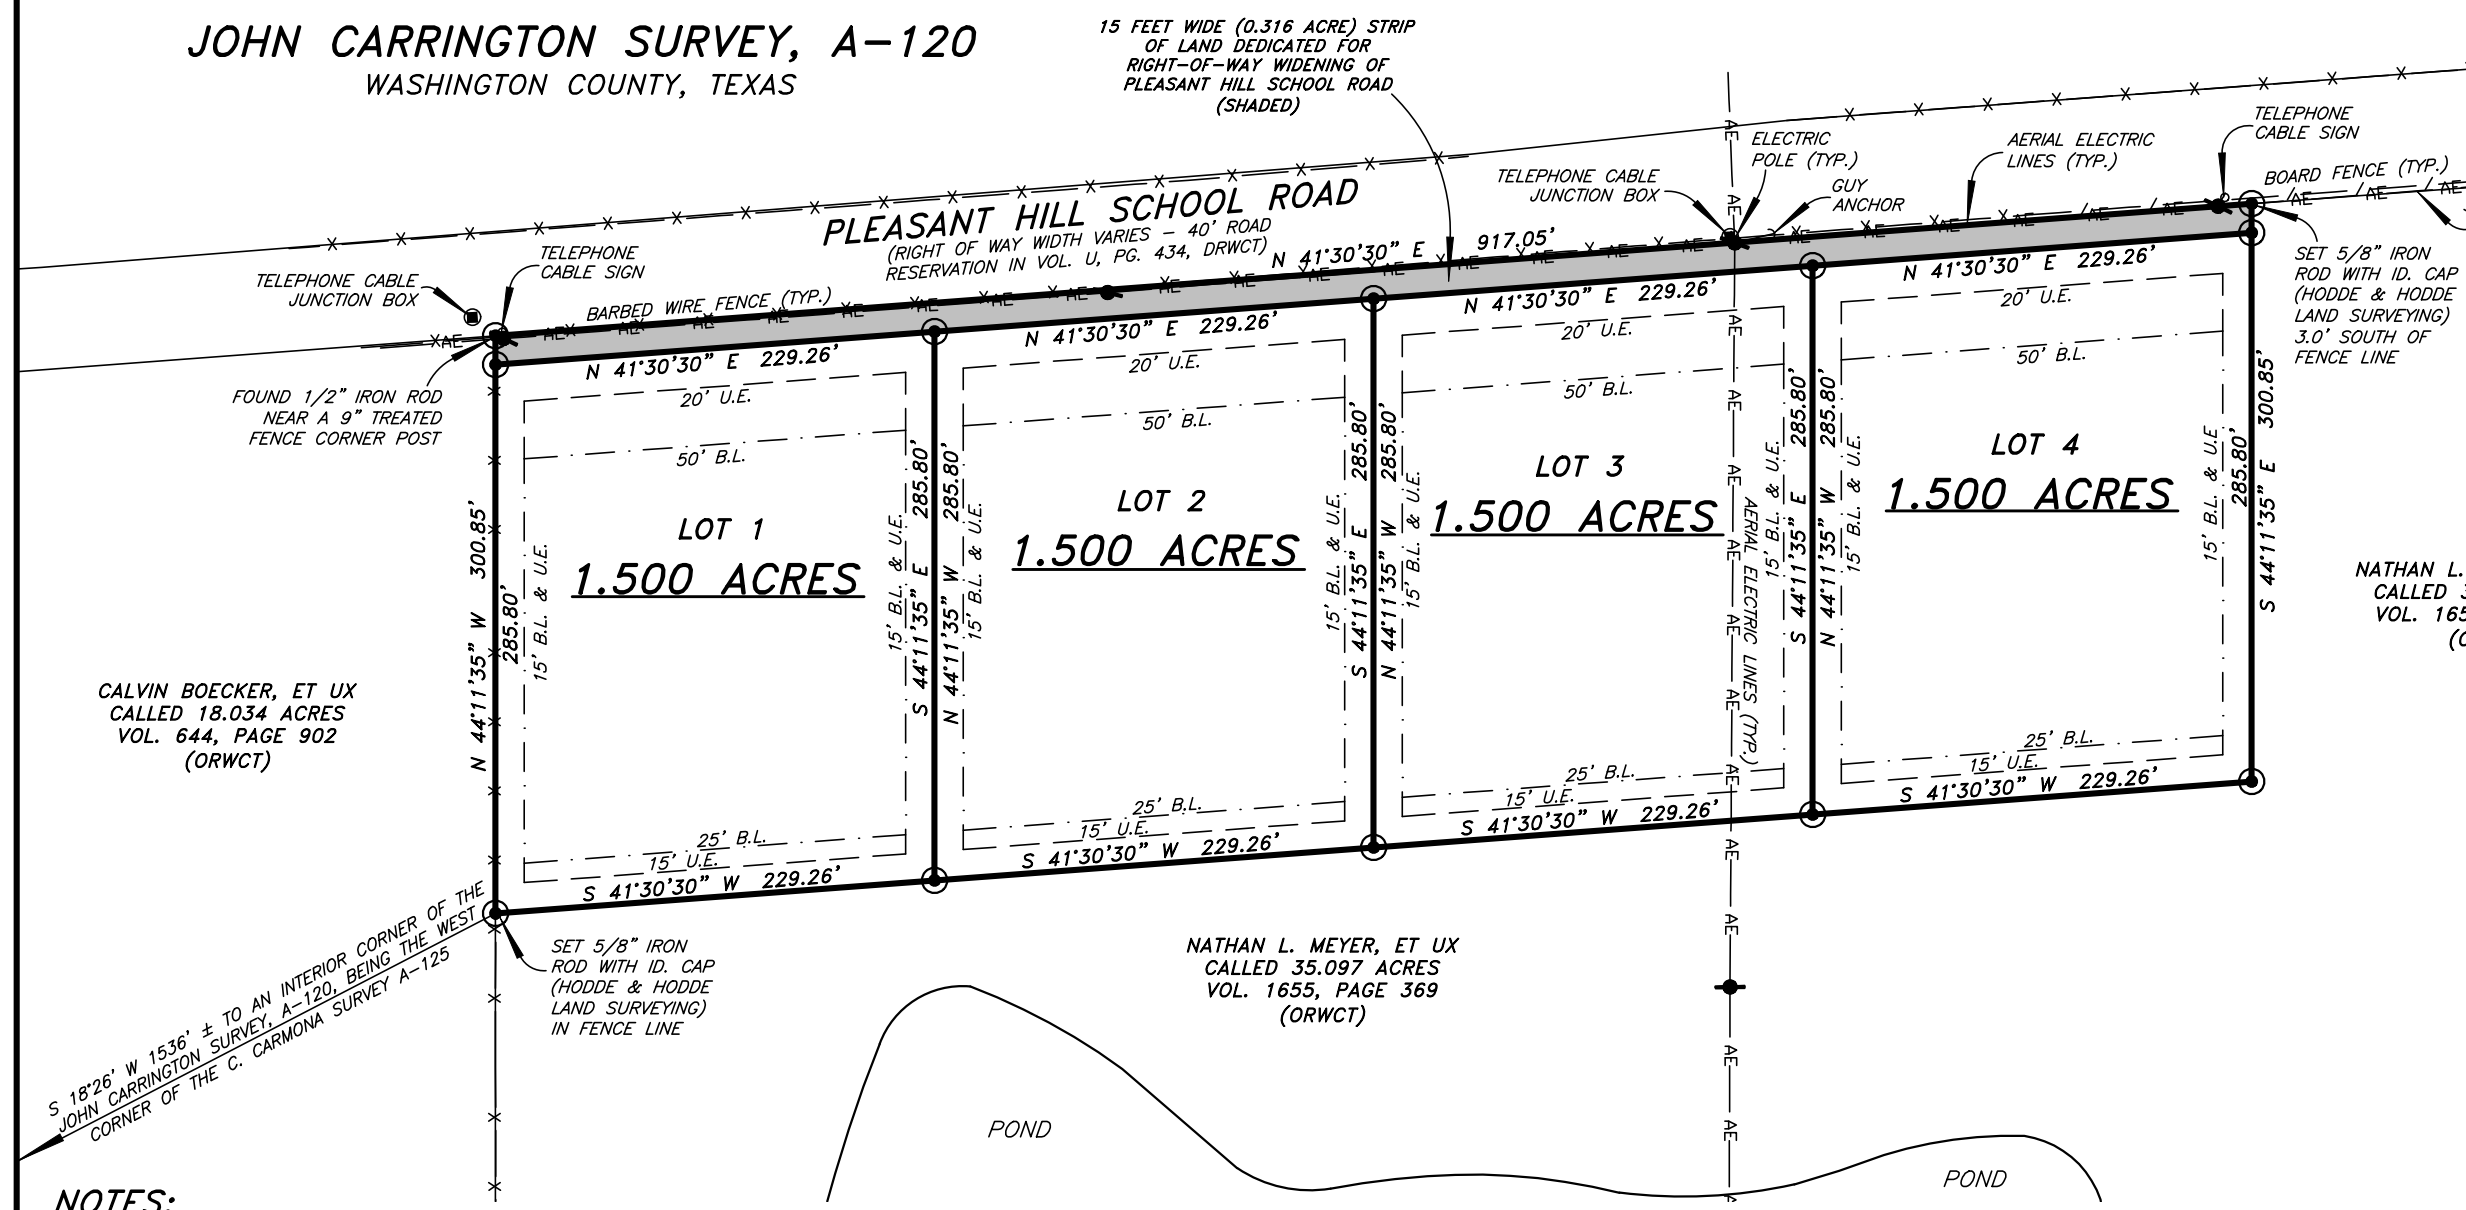 JOHN CARRINGTON SURVEY, A-120
WASHINGTON COUNTY, TEXAS
15 FEET WIDE (0.316 ACRE) STRIP
OF LAND DEDICATED FOR
RIGHT-OF-WAY WIDENING OF
PLEASANT HILL SCHOOL ROAD
(SHADED)
TELEPHONE
CABLE SIGN
ELECTRIC
POLE (TYP.)
AERIAL ELECTRIC
LINES (TYP.)
TELEPHONE CABLE
JUNCTION BOX
GUY
ANCHOR
BOARD FENCE (TYP.)
PLEASANT HILL SCHOOL ROAD
(RIGHT OF WAY WIDTH VARIES - 40' ROAD
RESERVATION IN VOL. U, PG. 434, DRWCT)
N 41°30'30" E 917.05'
TELEPHONE
CABLE SIGN
TELEPHONE CABLE
JUNCTION BOX
BARBED WIRE FENCE (TYP.)
SET 5/8" IRON
ROD WITH ID. CAP
(HODDE & HODDE
LAND SURVEYING)
3.0' SOUTH OF
FENCE LINE
FOUND 1/2" IRON ROD
NEAR A 9" TREATED
FENCE CORNER POST
N 41°30'30" E 229.26'
N 41°30'30" E 229.26'
N 41°30'30" E 229.26'
N 41°30'30" E 229.26'
20' U.E.
20' U.E.
20' U.E.
20' U.E.
50' B.L.
50' B.L.
50' B.L.
50' B.L.
N 44°11'35" W 300.85'
285.80'
15' B.L. & U.E.
LOT 1
1.500 ACRES
15' B.L. & U.E.
S 44°11'35" E 285.80'
N 44°11'35" W 285.80'
15' B.L. & U.E.
LOT 2
1.500 ACRES
15' B.L. & U.E.
S 44°11'35" E 285.80'
N 44°11'35" W 285.80'
15' B.L. & U.E.
LOT 3
1.500 ACRES
AERIAL ELECTRIC LINES (TYP.)
15' B.L. & U.E.
S 44°11'35" E 285.80'
N 44°11'35" W 285.80'
15' B.L. & U.E.
LOT 4
1.500 ACRES
15' B.L. & U.E
285.80'
S 44°11'35" E 300.85'
25' B.L.
15' U.E.
S 41°30'30" W 229.26'
25' B.L.
15' U.E.
S 41°30'30" W 229.26'
25' B.L.
15' U.E.
S 41°30'30" W 229.26'
25' B.L.
15' U.E.
S 41°30'30" W 229.26'
CALVIN BOECKER, ET UX
CALLED 18.034 ACRES
VOL. 644, PAGE 902
(ORWCT)
NATHAN L.
CALLED
VOL.
S 18°26' W 1536' ± TO AN INTERIOR CORNER OF THE
JOHN CARRINGTON SURVEY, A-120, BEING THE WEST
CORNER OF THE C. CARMONA SURVEY A-125
SET 5/8" IRON
ROD WITH ID. CAP
(HODDE & HODDE
LAND SURVEYING)
IN FENCE LINE
NATHAN L. MEYER, ET UX
CALLED 35.097 ACRES
VOL. 1655, PAGE 369
(ORWCT)
POND
POND
NOTES: